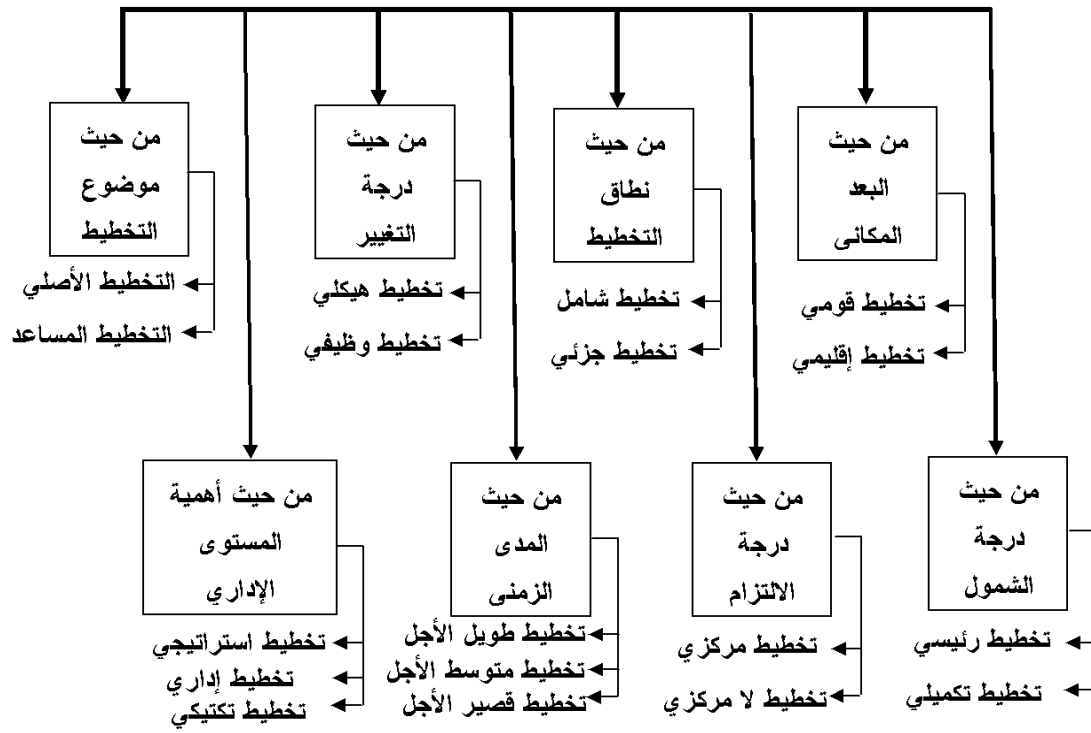 من حيث
البعد
المكانى
تخطيط قومي
تخطيط إقليمي
من حيث
نطاق
التخطيط
تخطيط شامل
تخطيط جزئي
من حيث
درجة
التغيير
تخطيط هيكلي
تخطيط وظيفي
من حيث
موضوع
التخطيط
التخطيط الأصلي
التخطيط المساعد
من حيث
درجة
الشمول
تخطيط رئيسي
تخطيط تكميلي
من حيث
درجة
الالتزام
تخطيط مركزي
تخطيط لا مركزي
من حيث
المدى
الزمنى
تخطيط طويل الأجل
تخطيط متوسط الأجل
تخطيط قصير الأجل
من حيث أهمية
المستوى
الإداري
تخطيط استراتيجي
تخطيط إداري
تخطيط تكتيكي